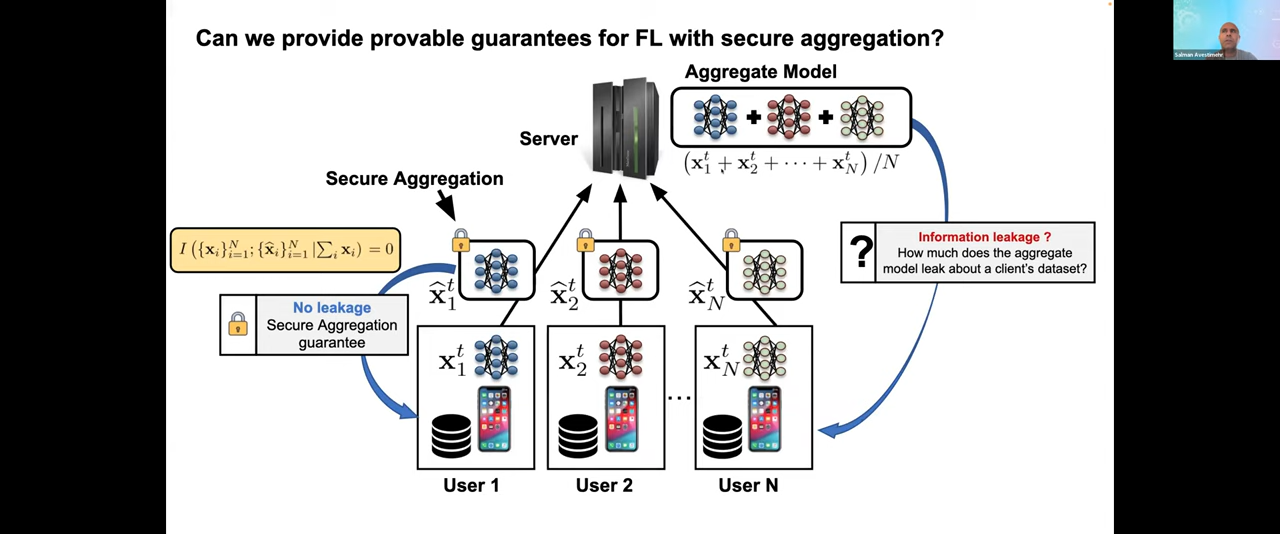 Can we provide provable guarantees for FL with secure aggregation?
Salman Avestimehr
Aggregate Model
Server
(x₁ᵗ + x₂ᵗ + ⋯ + x_Nᵗ) /N
Secure Aggregation
I ({xᵢ}ᵢ₌₁ᴺ; {x̂ᵢ}ᵢ₌₁ᴺ |∑ᵢ xᵢ) = 0
?
Information leakage ?
How much does the aggregate
model leak about a client's dataset?
x̂₁ᵗ
x̂₂ᵗ
x̂_Nᵗ
No leakage
Secure Aggregation
guarantee
x₁ᵗ
x₂ᵗ
x_Nᵗ
...
User 1
User 2
User N